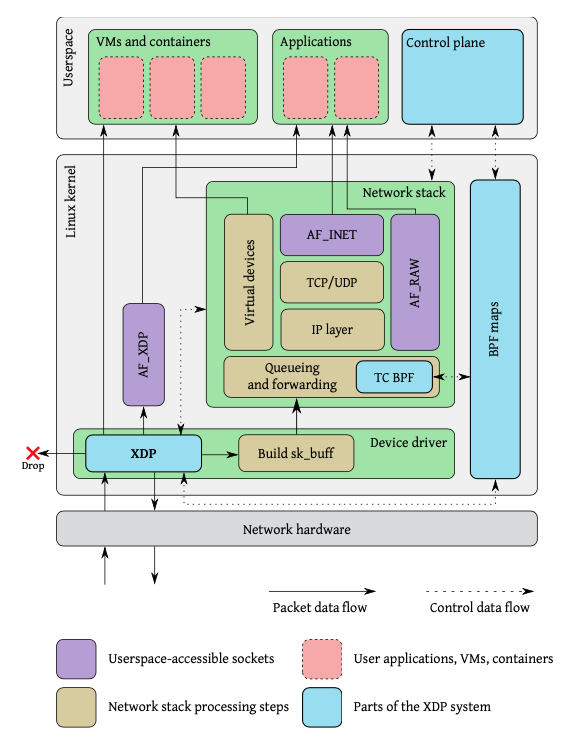 Userspace
VMs and containers
Applications
Control plane
Linux kernel
Network stack
Virtual devices
AF_INET
TCP/UDP
IP layer
AF_RAW
BPF maps
AF_XDP
Queueing
and forwarding
TC BPF
Device driver
XDP
Build sk_buff
Drop
Network hardware
Packet data flow
Control data flow
Userspace-accessible sockets
User applications, VMs, containers
Network stack processing steps
Parts of the XDP system